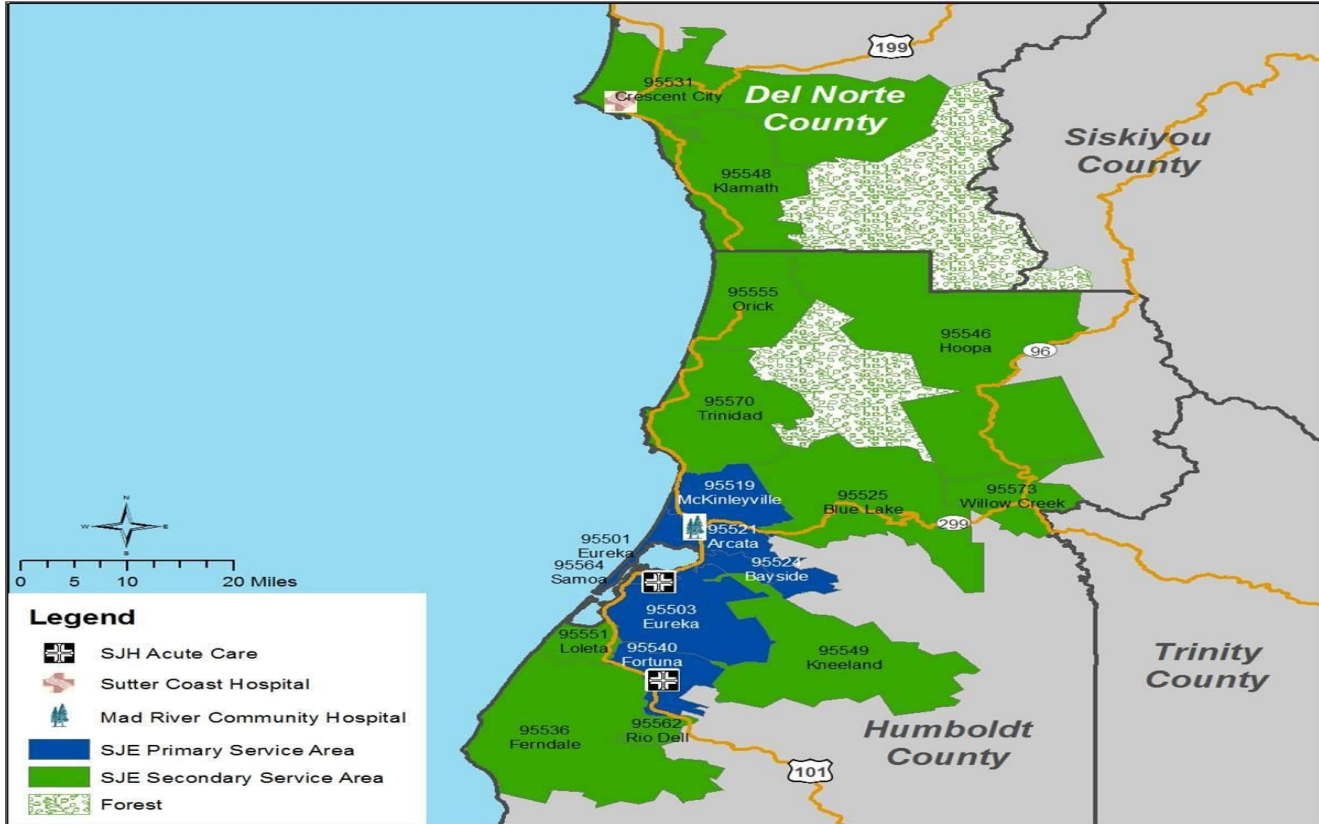 199
95531
Crescent City
Del Norte
County
Siskiyou
County
95548
Klamath
95555
Orick
95546
Hoopa
96
95570
Trinidad
95519
McKinleyville
95525
Blue Lake
95573
Willow Creek
299
95521
Arcata
95501
Eureka
95564
Samoa
95524
Bayside
95503
Eureka
95551
Loleta
95540
Fortuna
95549
Kneeland
Trinity
County
95536
Ferndale
95562
Rio Dell
Humboldt
County
101
N
W
E
S
0 5 10 20 Miles
Legend
SJH Acute Care
Sutter Coast Hospital
Mad River Community Hospital
SJE Primary Service Area
SJE Secondary Service Area
Forest